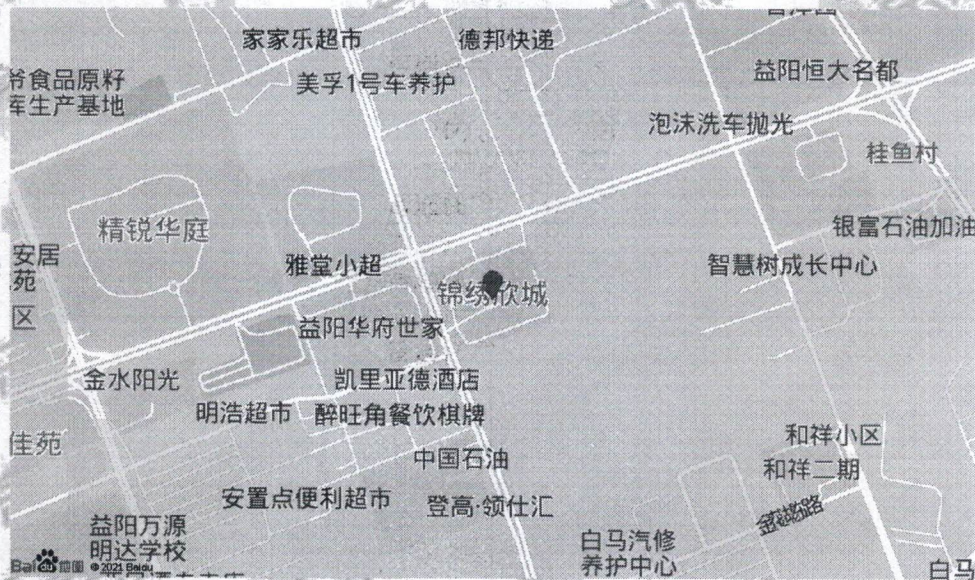 家家乐超市
德邦快递
益阳恒大名都
爷食品原籽
库生产基地
美孚1号车养护
泡沫洗车抛光
桂鱼村
精锐华庭
银富石油加油
安居
苑
雅堂小超
智慧树成长中心
锦绣欣城
区
益阳华府世家
金水阳光
凯里亚德酒店
明浩超市
醉旺角餐饮棋牌
佳苑
和祥小区
中国石油
和祥二期
安置点便利超市
登高·领仕汇
益阳万源
明达学校
白马汽修
养护中心
白马
Bai du 地图
© 2021 Baidu